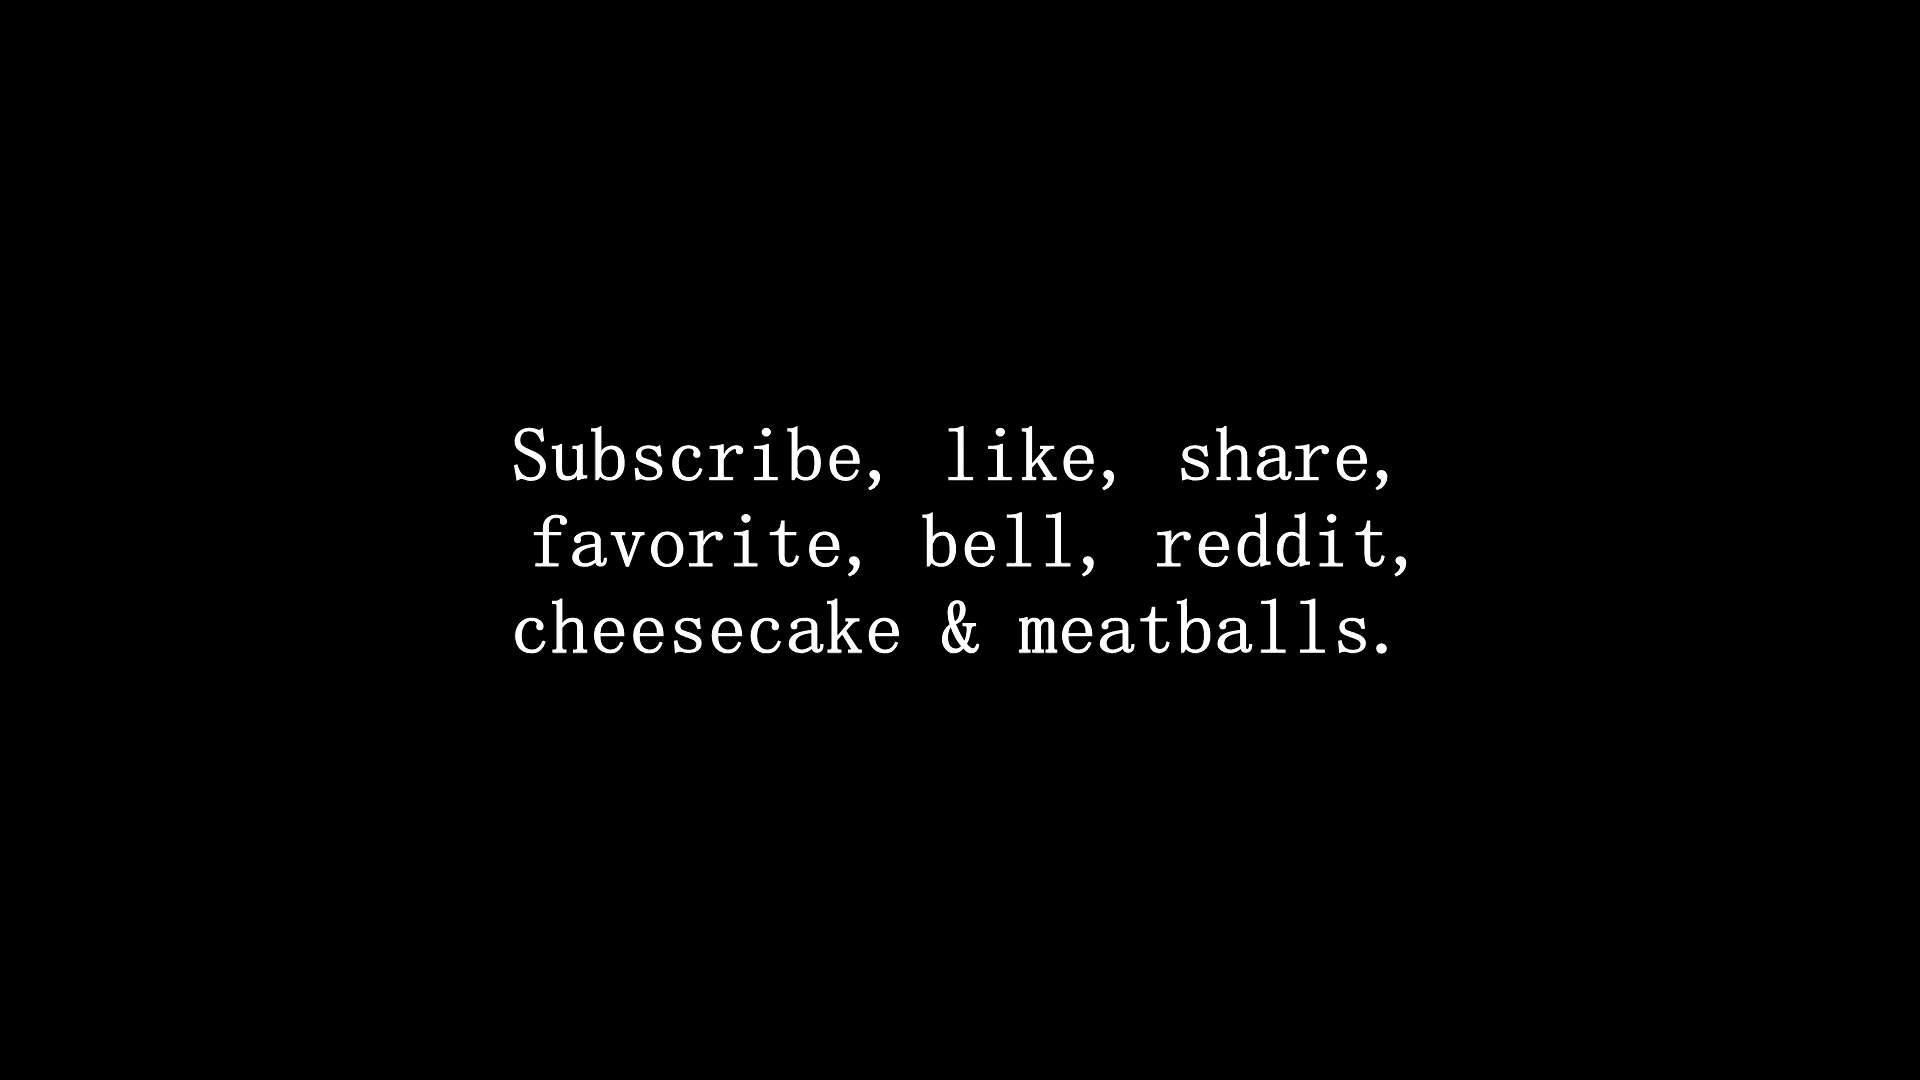 Subscribe, like, share,
favorite, bell, reddit,
cheesecake & meatballs.